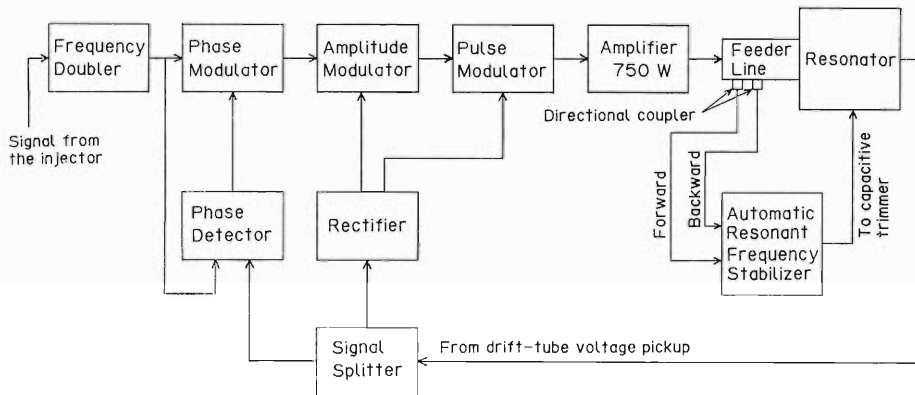 Frequency
Doubler
Phase
Modulator
Amplitude
Modulator
Pulse
Modulator
Amplifier
750 W
Feeder
Line
Resonator
Directional coupler
Signal from
the injector
Forward
Backward
To capacitive
trimmer
Phase
Detector
Rectifier
Automatic
Resonant
Frequency
Stabilizer
Signal
Splitter
From drift-tube voltage pickup